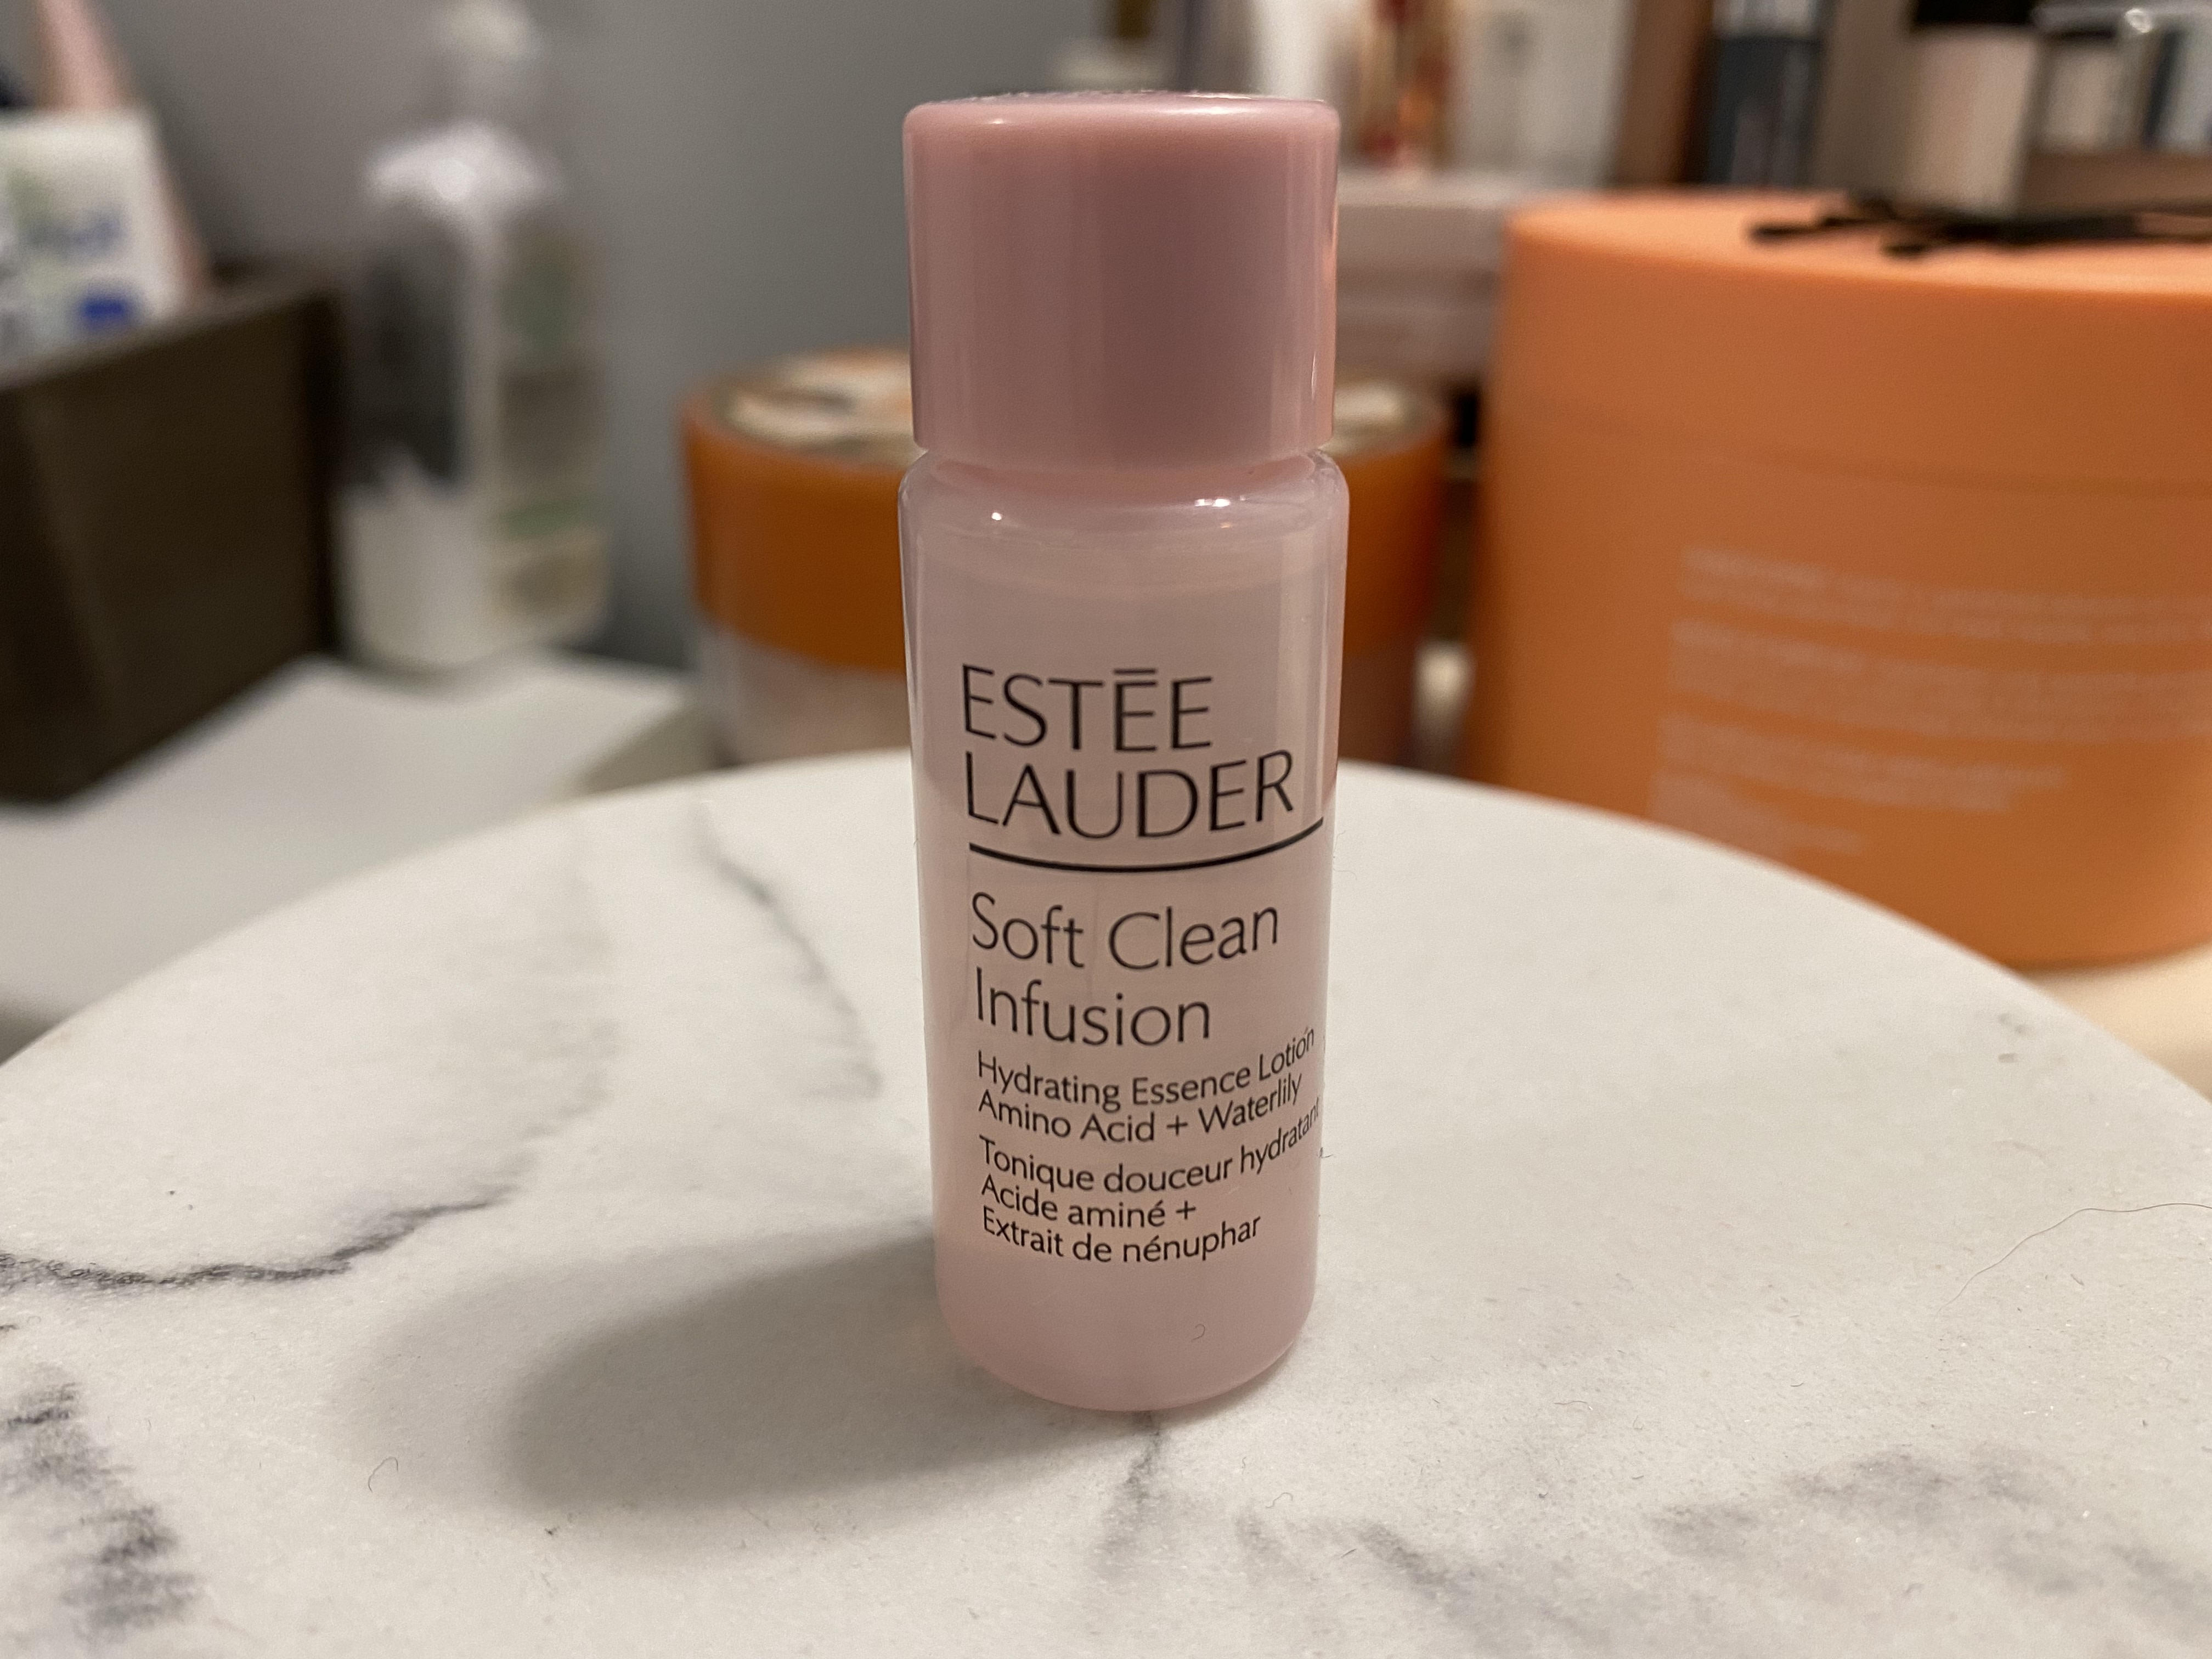 ESTĒE
LAUDER
Soft Clean
Infusion
Hydrating Essence Lotion
Amino Acid + Waterlily
Tonique douceur hydratant
Acide aminé +
Extrait de nénuphar